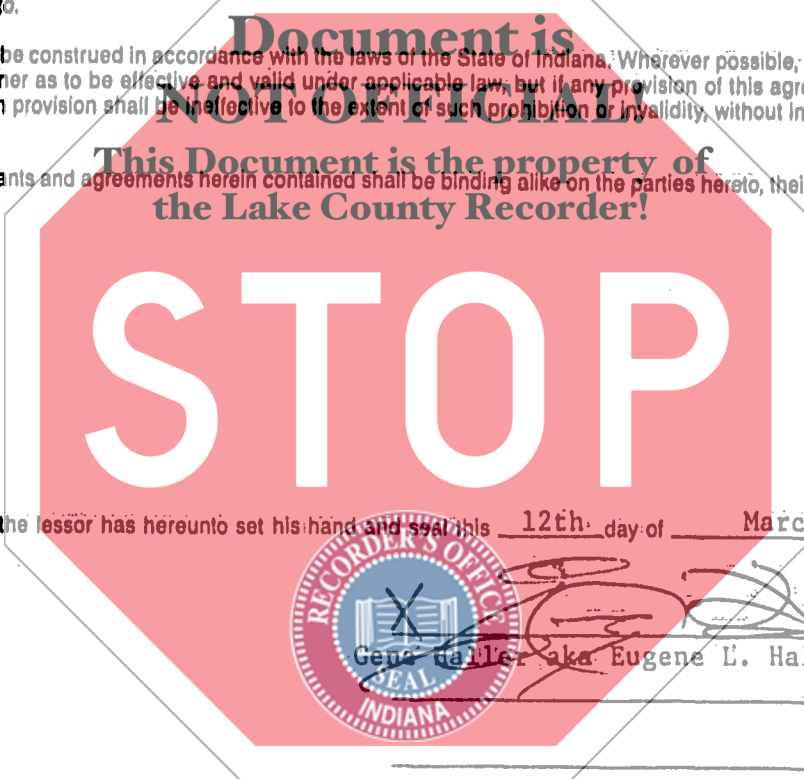 Document is
be construed in accordance with the laws of the State of Indiana. Wherever possible,
ner as to be effective and valid under applicable law, but if any provision of this agre
NOT OFFICIAL!
provision shall be ineffective to the extent of such prohibition or invalidity, without in
This Document is the property of
ants and agreements herein contained shall be binding alike on the parties hereto, thei
the Lake County Recorder!
STOP
the lessor has hereunto set his hand and seal this 12th day of Marc
RECORDER'S OFFICE
X
Gene Haller aka Eugene L. Hal
SEAL
INDIANA